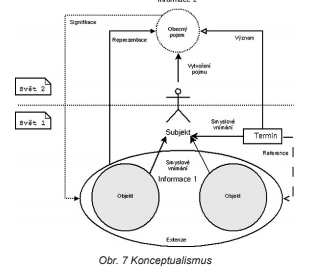 Informace 2
Signifikace
Obecný
pojem
Reprezentace
Význam
Vytvoření
pojmu
Svět 2
Svět 1
Smyslové
vnímání
Subjekt
Termín
Reference
Smyslové
vnímání
Informace 1
Objekt
Objekt
Extenze
Obr. 7 Konceptualismus